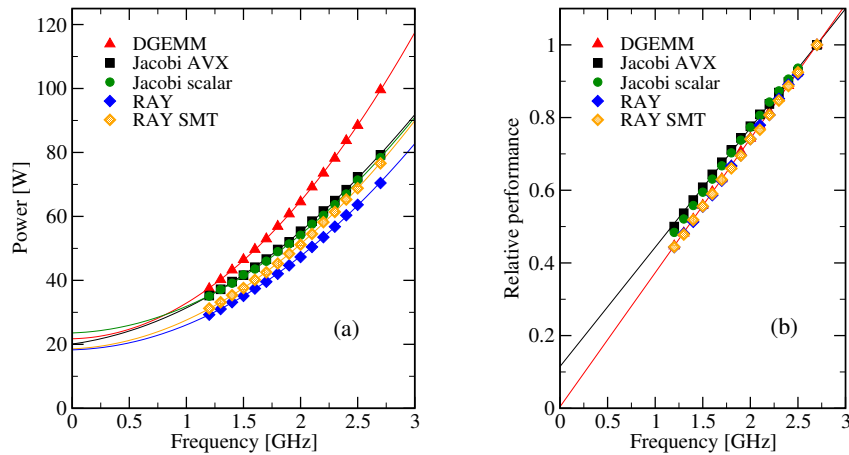 120
100
80
60
40
20
0
Power [W]
DGEMM
Jacobi AVX
Jacobi scalar
RAY
RAY SMT
(a)
0 0.5 1 1.5 2 2.5 3
Frequency [GHz]
1
0.8
0.6
0.4
0.2
0
Relative performance
DGEMM
Jacobi AVX
Jacobi scalar
RAY
RAY SMT
(b)
0 0.5 1 1.5 2 2.5 3
Frequency [GHz]